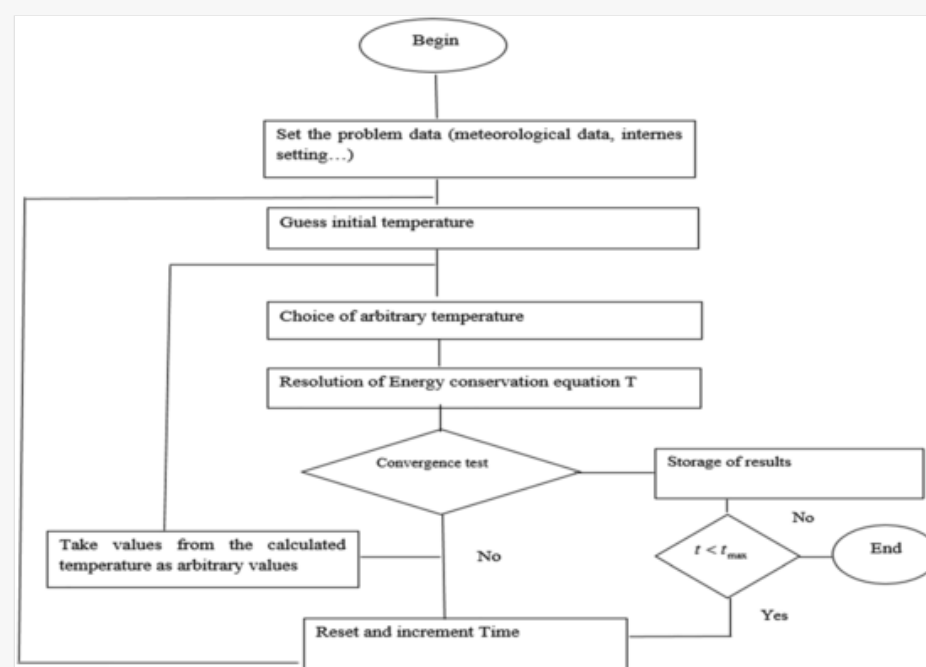 Begin
Set the problem data (meteorological data, internes
setting…)
Guess initial temperature
Choice of arbitrary temperature
Resolution of Energy conservation equation T
Convergence test
Storage of results
No
Take values from the calculated
temperature as arbitrary values
No
t < tmax
End
Yes
Reset and increment Time